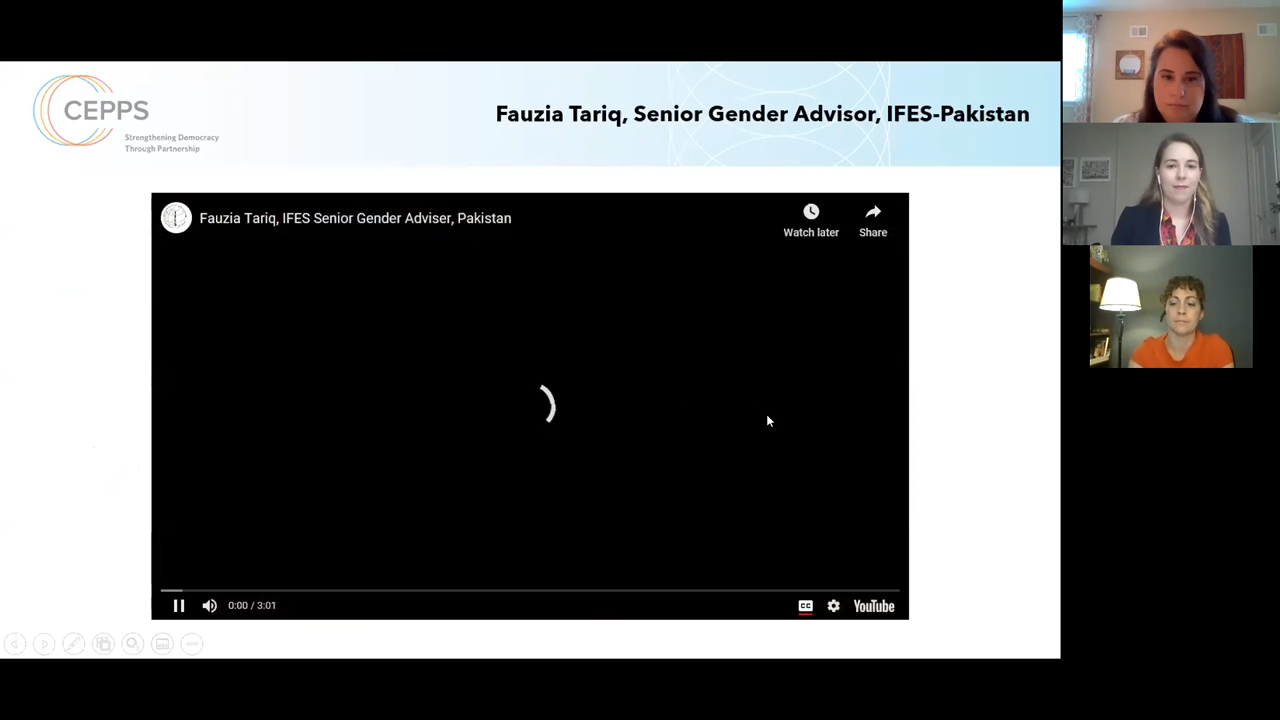 CEPPS
Strengthening Democracy
Through Partnership
Fauzia Tariq, Senior Gender Advisor, IFES-Pakistan
Fauzia Tariq, IFES Senior Gender Adviser, Pakistan
Watch later
Share
0:00 / 3:01
CC
YouTube